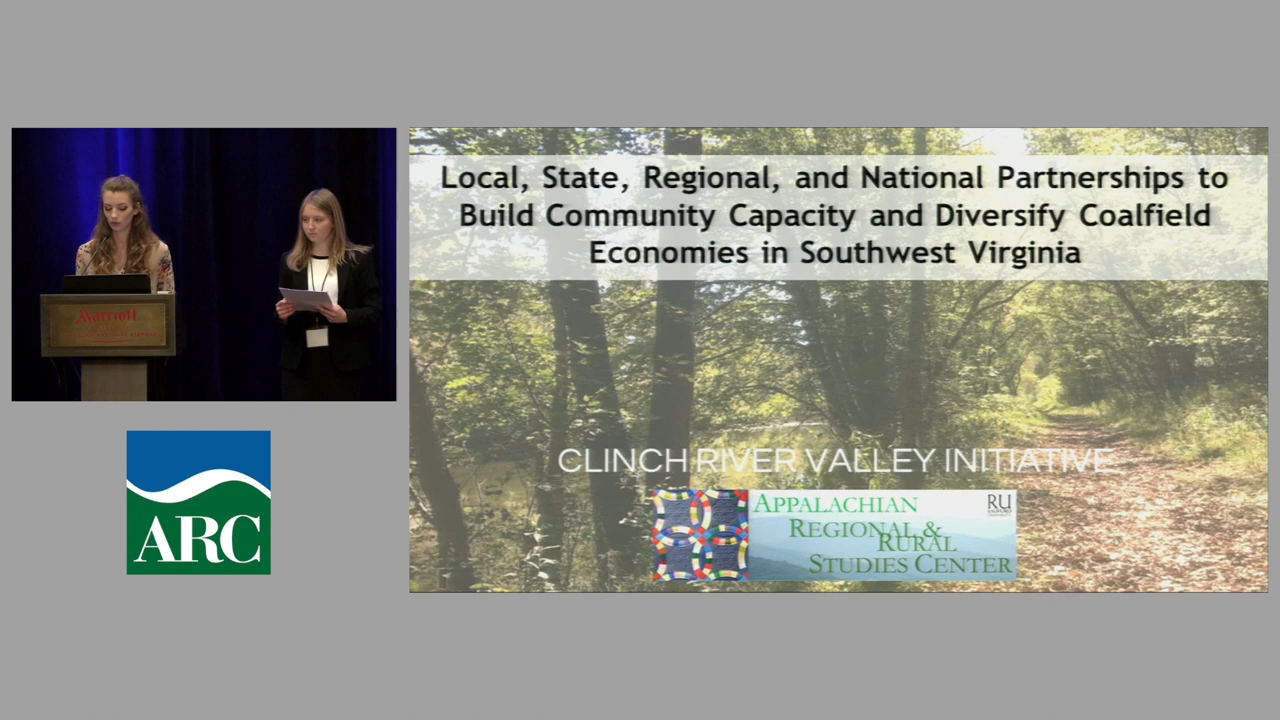 Local, State, Regional, and National Partnerships to
Build Community Capacity and Diversify Coalfield
Economies in Southwest Virginia
Marriott
CLINCH RIVER VALLEY INITIATIVE
ARC
APPALACHIAN
REGIONAL &
RURAL
STUDIES CENTER
RU